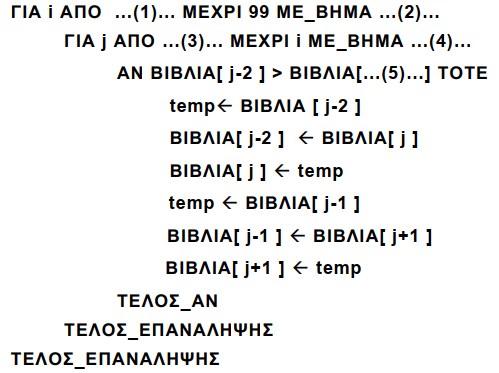 ΓΙΑ i ΑΠΟ ...(1)... ΜΕΧΡΙ 99 ΜΕ_ΒΗΜΑ ...(2)...
ΓΙΑ j ΑΠΟ ...(3)... ΜΕΧΡΙ i ΜΕ_ΒΗΜΑ ...(4)...
ΑΝ ΒΙΒΛΙΑ[ j-2 ] > ΒΙΒΛΙΑ[...(5)...] ΤΟΤΕ
temp← ΒΙΒΛΙΑ [ j-2 ]
ΒΙΒΛΙΑ[ j-2 ] ← ΒΙΒΛΙΑ[ j ]
ΒΙΒΛΙΑ[ j ] ← temp
temp ← ΒΙΒΛΙΑ[ j-1 ]
ΒΙΒΛΙΑ[ j-1 ] ← ΒΙΒΛΙΑ[ j+1 ]
ΒΙΒΛΙΑ[ j+1 ] ← temp
ΤΕΛΟΣ_ΑΝ
ΤΕΛΟΣ_ΕΠΑΝΑΛΗΨΗΣ
ΤΕΛΟΣ_ΕΠΑΝΑΛΗΨΗΣ